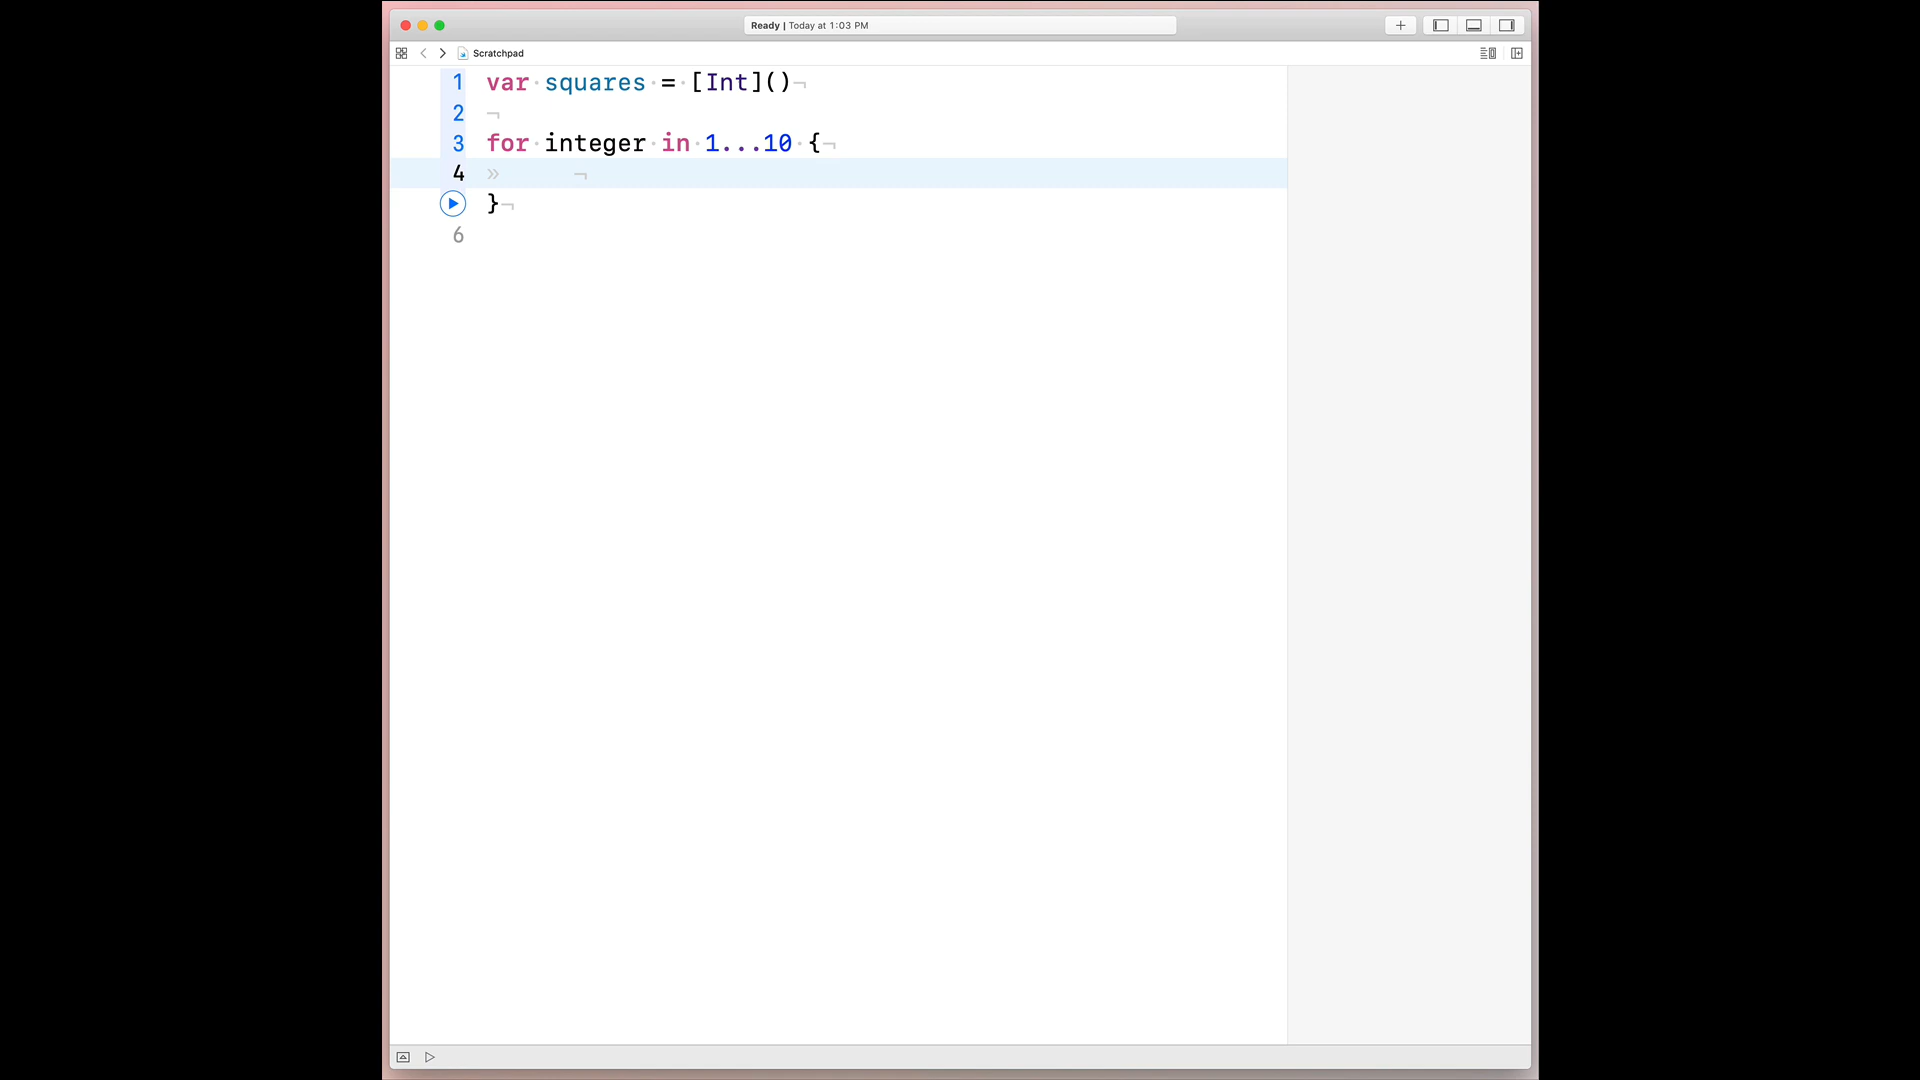 Ready | Today at 1:03 PM
Scratchpad
1 var squares = [Int]()
2
3 for integer in 1...10 {
4
}
6